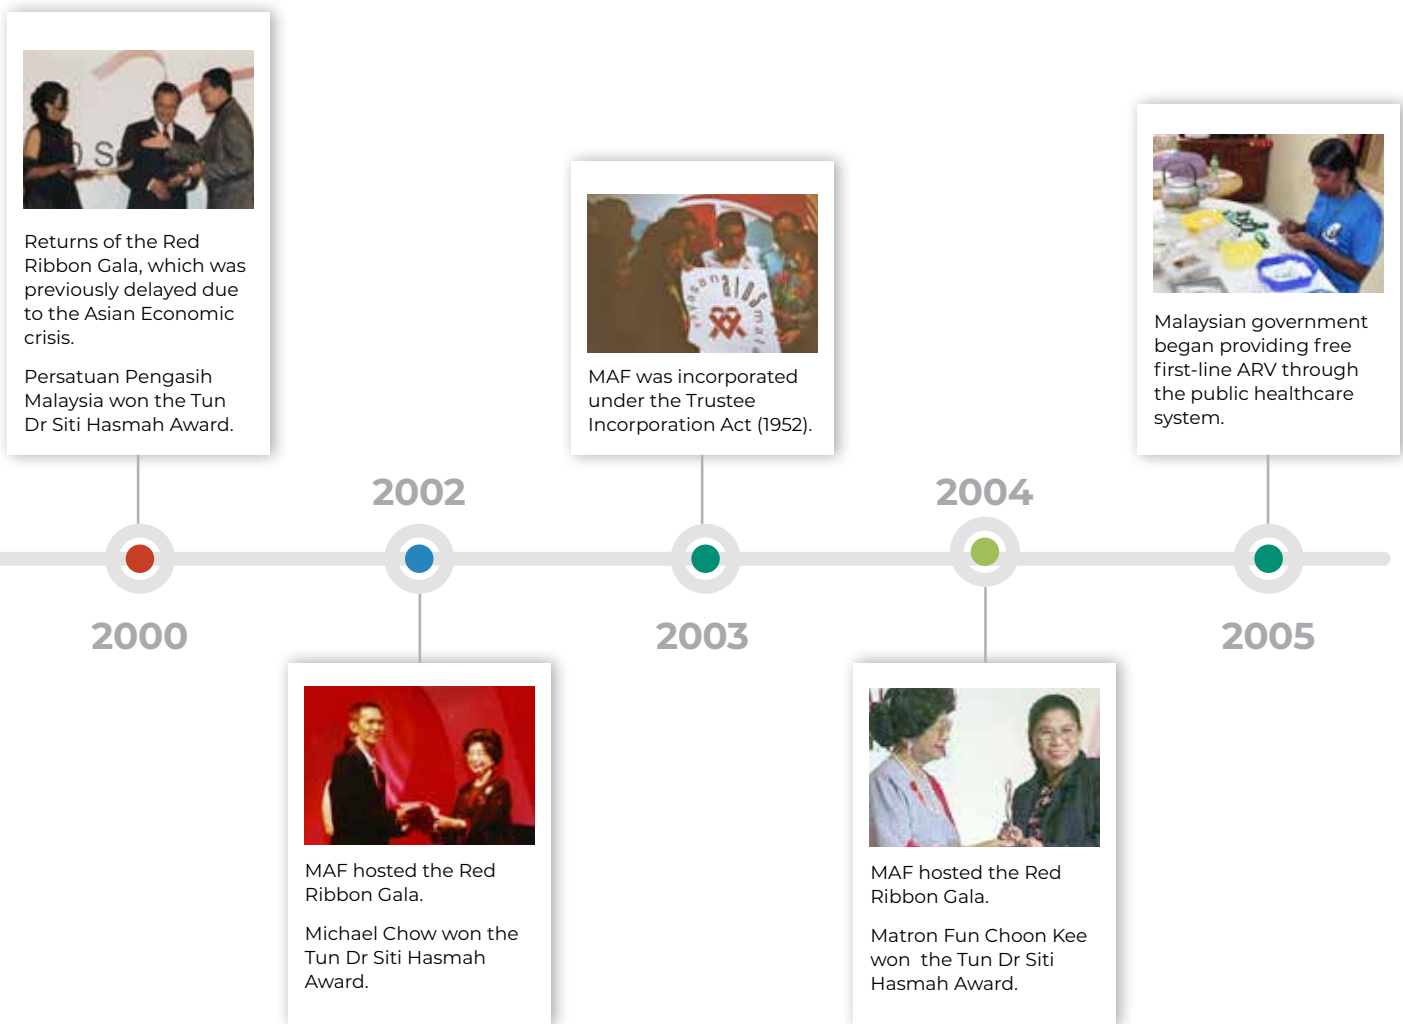 Returns of the Red
Ribbon Gala, which was
previously delayed due
to the Asian Economic
crisis.
Persatuan Pengasih
Malaysia won the Tun
Dr Siti Hasmah Award.
2000
2002
MAF hosted the Red
Ribbon Gala.
Michael Chow won the
Tun Dr Siti Hasmah
Award.
yayasan
AIDS
MAF was incorporated
under the Trustee
Incorporation Act (1952).
2003
2004
MAF hosted the Red
Ribbon Gala.
Matron Fun Choon Kee
won  the Tun Dr Siti
Hasmah Award.
Malaysian government
began providing free
first-line ARV through
the public healthcare
system.
2005